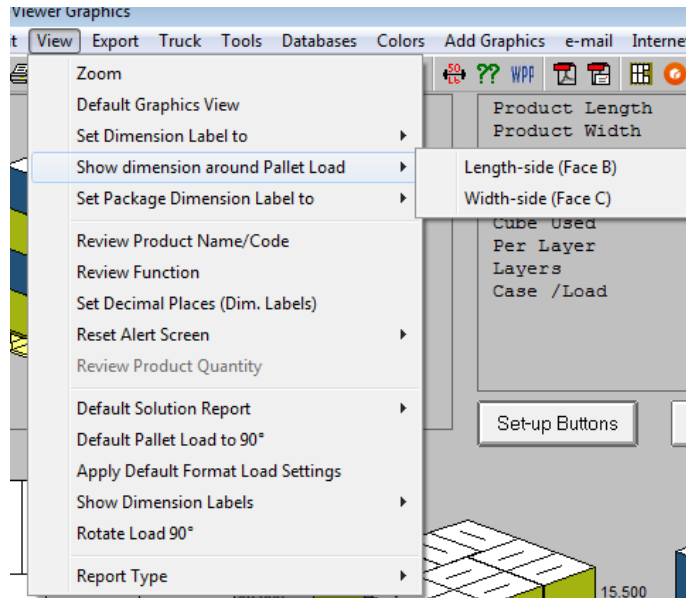 Viewer Graphics
t View Export Truck Tools Databases Colors Add Graphics e-mail Interne
50 LB ?? WPP
Zoom
Default Graphics View
Set Dimension Label to
Show dimension around Pallet Load
Set Package Dimension Label to
Review Product Name/Code
Review Function
Set Decimal Places (Dim. Labels)
Reset Alert Screen
Review Product Quantity
Default Solution Report
Default Pallet Load to 90°
Apply Default Format Load Settings
Show Dimension Labels
Rotate Load 90°
Report Type
Length-side (Face B)
Width-side (Face C)
Product Length
Product Width
Cube Used
Per Layer
Layers
Case /Load
Set-up Buttons
15.500